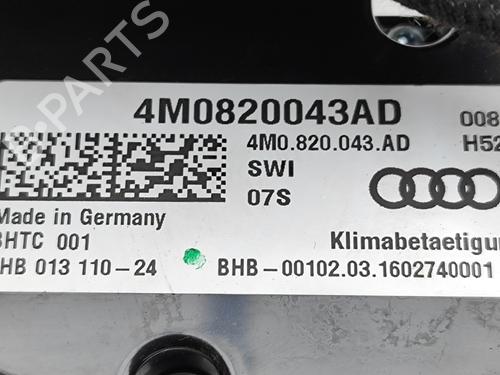 4M0820043AD 008
4M0.820.043.AD H52
SWI
07S
Made in Germany
BHTC 001 Klimabetaetigu
HB 013 110-24 BHB-00102.03.1602740001
B-PARTS